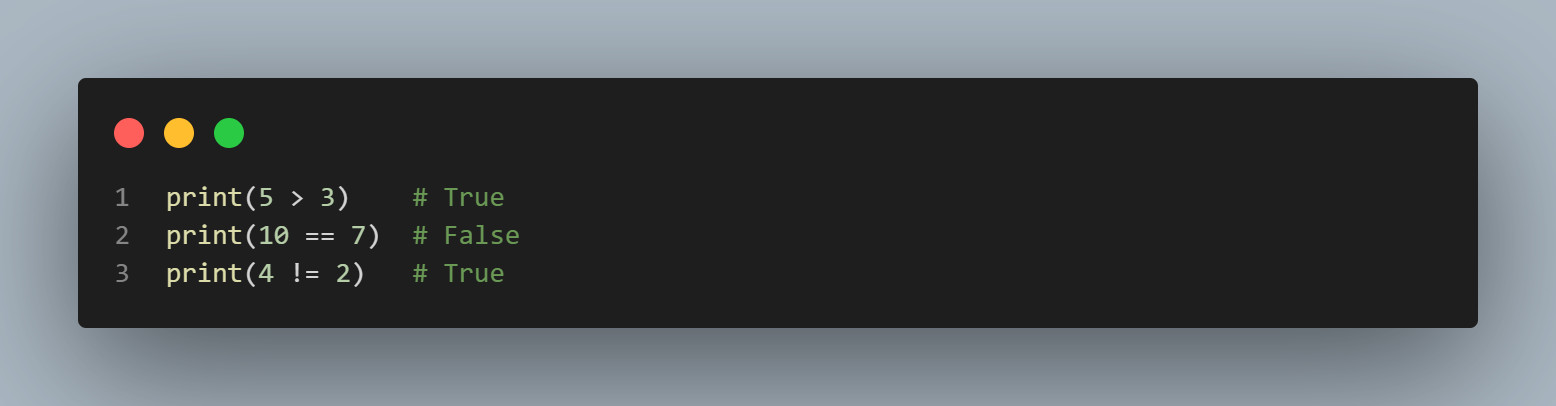 1 print(5 > 3)    # True
2 print(10 == 7)  # False
3 print(4 != 2)   # True